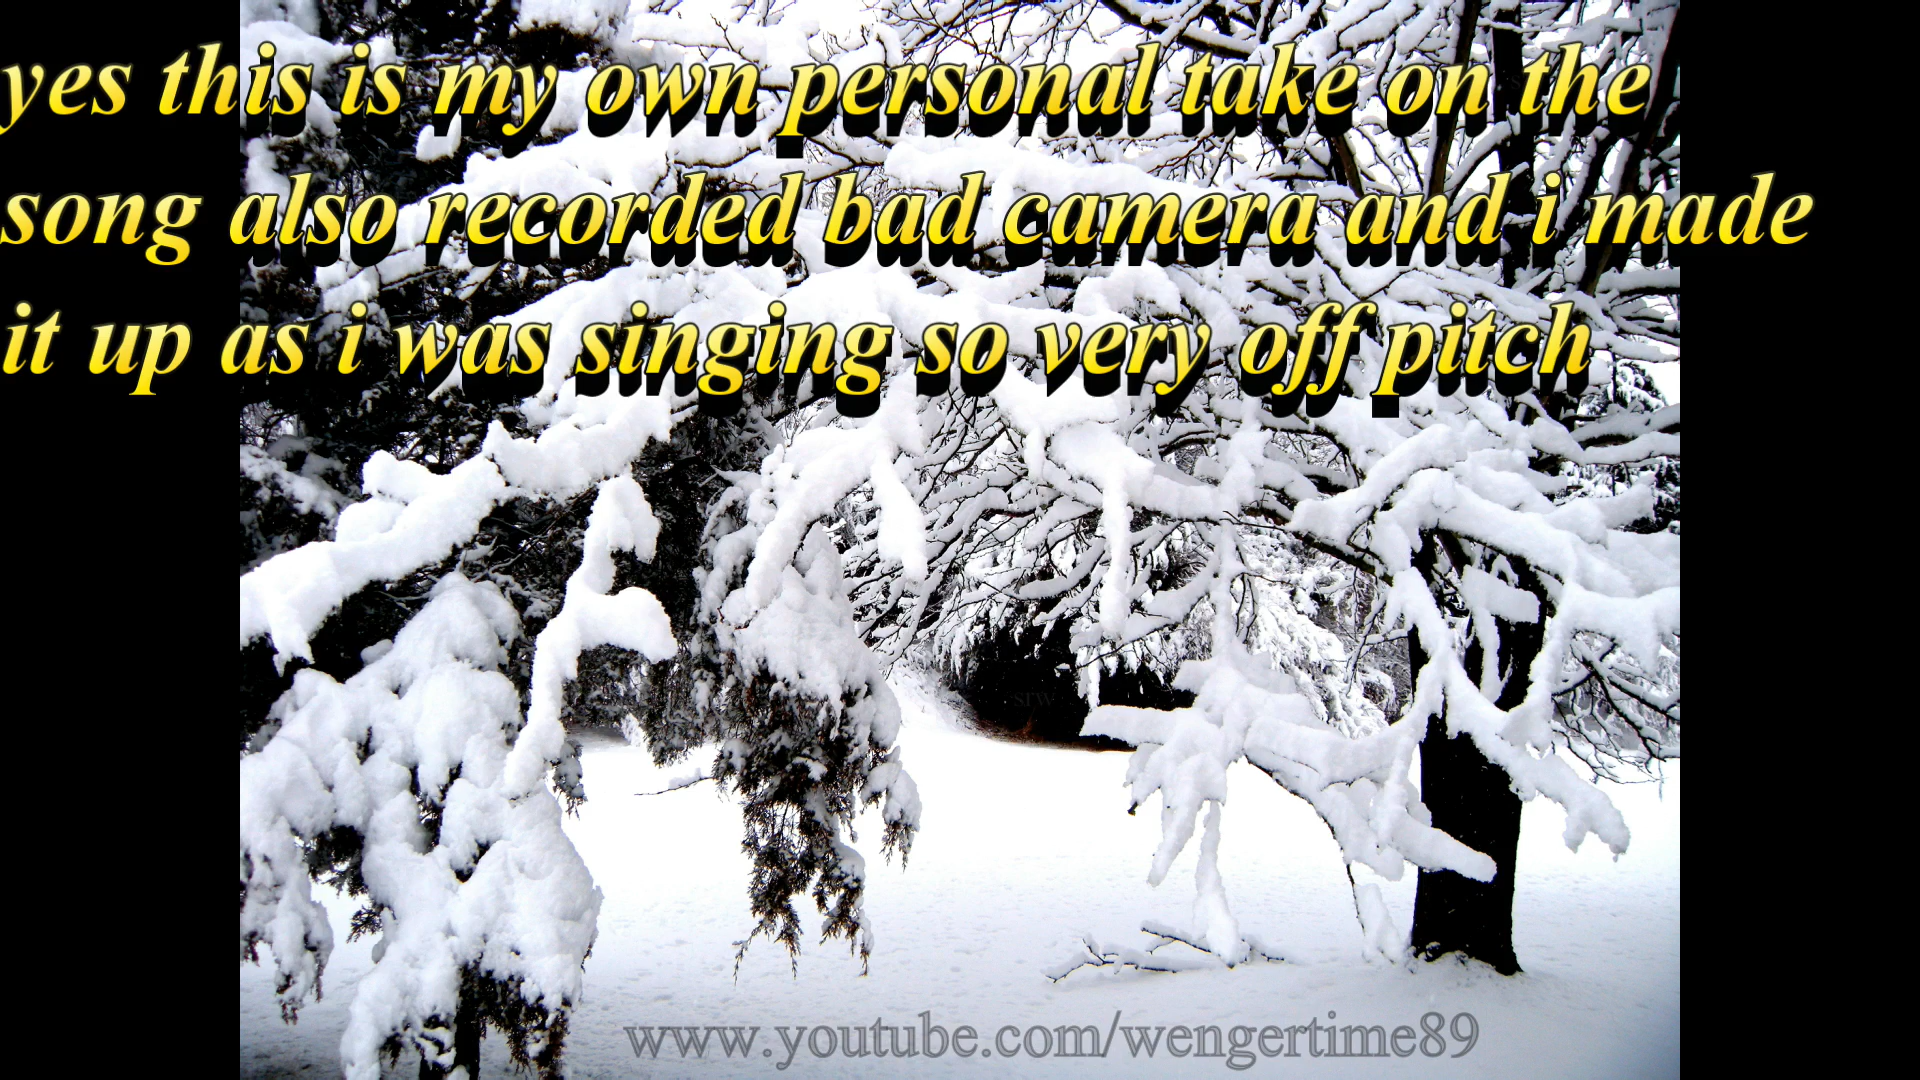 yes this is my own personal take on the
song also recorded bad camera and i made
it up as i was singing so very off pitch
srw
www.youtube.com/wengertime89